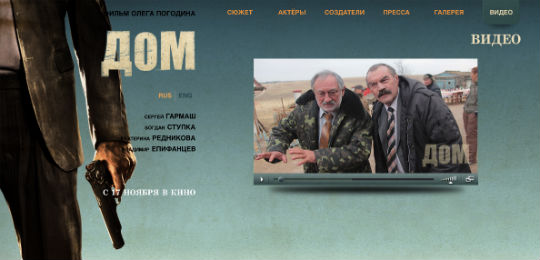 ФИЛЬМ ОЛЕГА ПОГОДИНА
СЮЖЕТ АКТЁРЫ СОЗДАТЕЛИ ПРЕССА ГАЛЕРЕЯ ВИДЕО
ДОМ
ВИДЕО
RUS ENG
СЕРГЕЙ ГАРМАШ
БОГДАН СТУПКА
ЕКАТЕРИНА РЕДНИКОВА
ВЛАДИМИР ЕПИФАНЦЕВ
С 17 НОЯБРЯ В КИНО
ДОМ